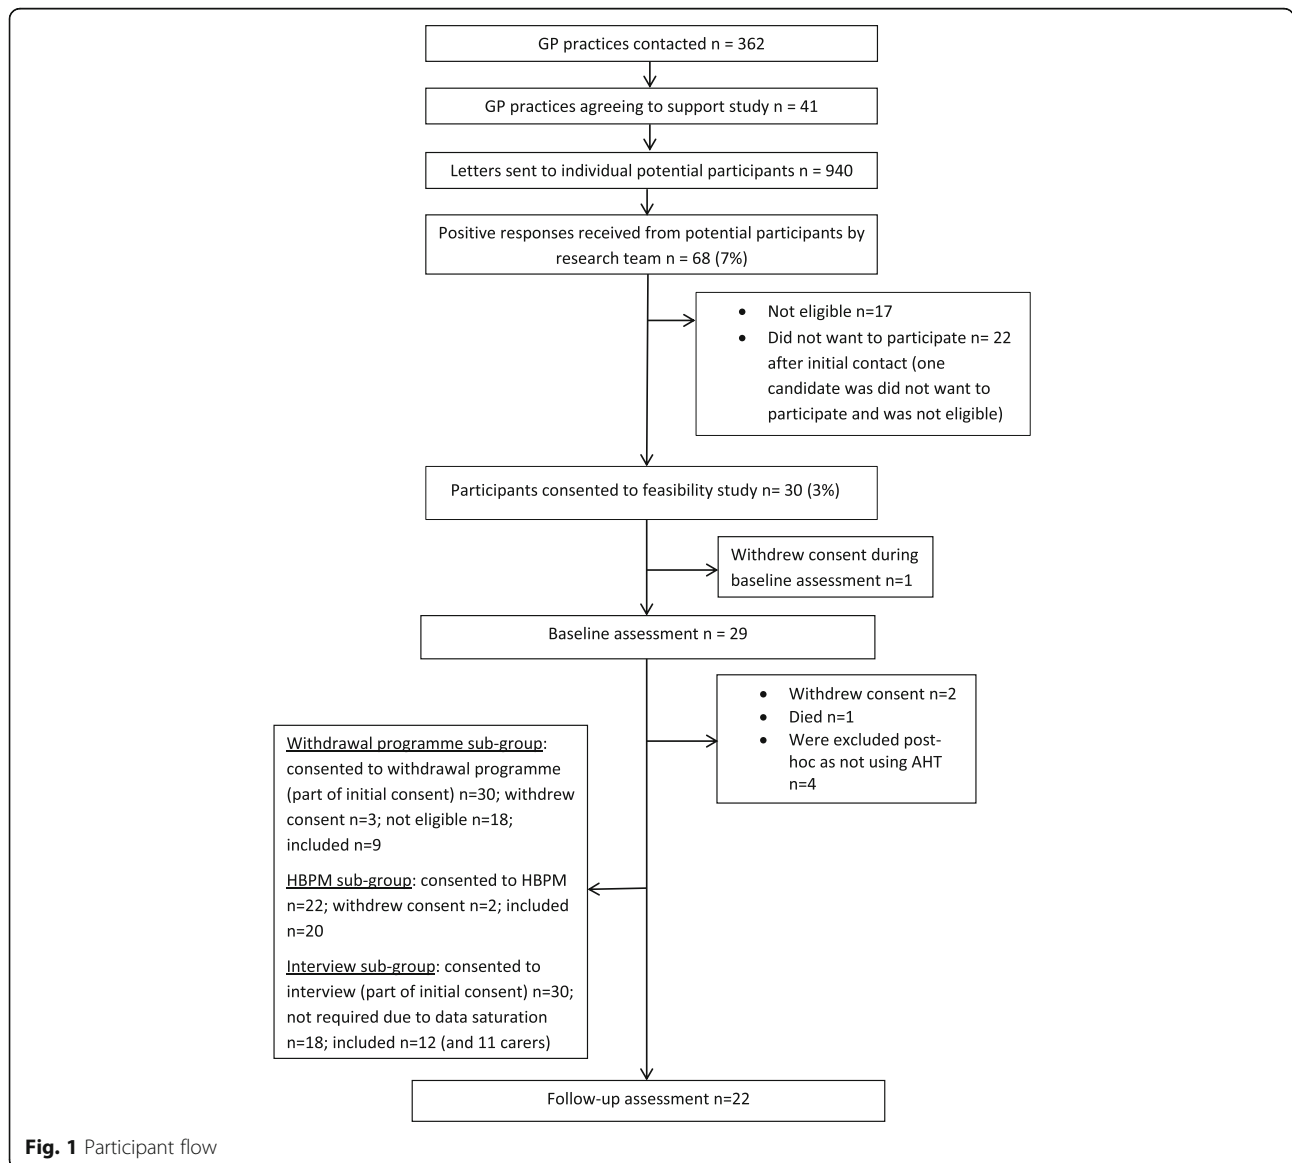 GP practices contacted n = 362
GP practices agreeing to support study n = 41
Letters sent to individual potential participants n = 940
Positive responses received from potential participants by
research team n = 68 (7%)
• Not eligible n=17
• Did not want to participate n= 22
after initial contact (one
candidate was did not want to
participate and was not eligible)
Participants consented to feasibility study n= 30 (3%)
Withdrew consent during
baseline assessment n=1
Baseline assessment n = 29
• Withdrew consent n=2
• Died n=1
• Were excluded post-
hoc as not using AHT
n=4
Withdrawal programme sub-group:
consented to withdrawal programme
(part of initial consent) n=30; withdrew
consent n=3; not eligible n=18;
included n=9
HBPM sub-group: consented to HBPM
n=22; withdrew consent n=2; included
n=20
Interview sub-group: consented to
interview (part of initial consent) n=30;
not required due to data saturation
n=18; included n=12 (and 11 carers)
Follow-up assessment n=22
Fig. 1 Participant flow